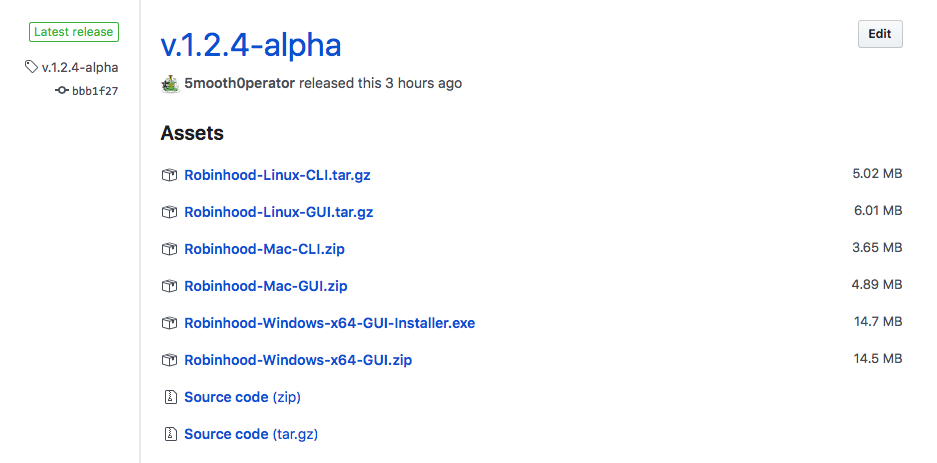 Latest release
v.1.2.4-alpha
bbb1f27
v.1.2.4-alpha
Edit
5mooth0perator released this 3 hours ago
Assets
Robinhood-Linux-CLI.tar.gz 5.02 MB
Robinhood-Linux-GUI.tar.gz 6.01 MB
Robinhood-Mac-CLI.zip 3.65 MB
Robinhood-Mac-GUI.zip 4.89 MB
Robinhood-Windows-x64-GUI-Installer.exe 14.7 MB
Robinhood-Windows-x64-GUI.zip 14.5 MB
Source code (zip)
Source code (tar.gz)